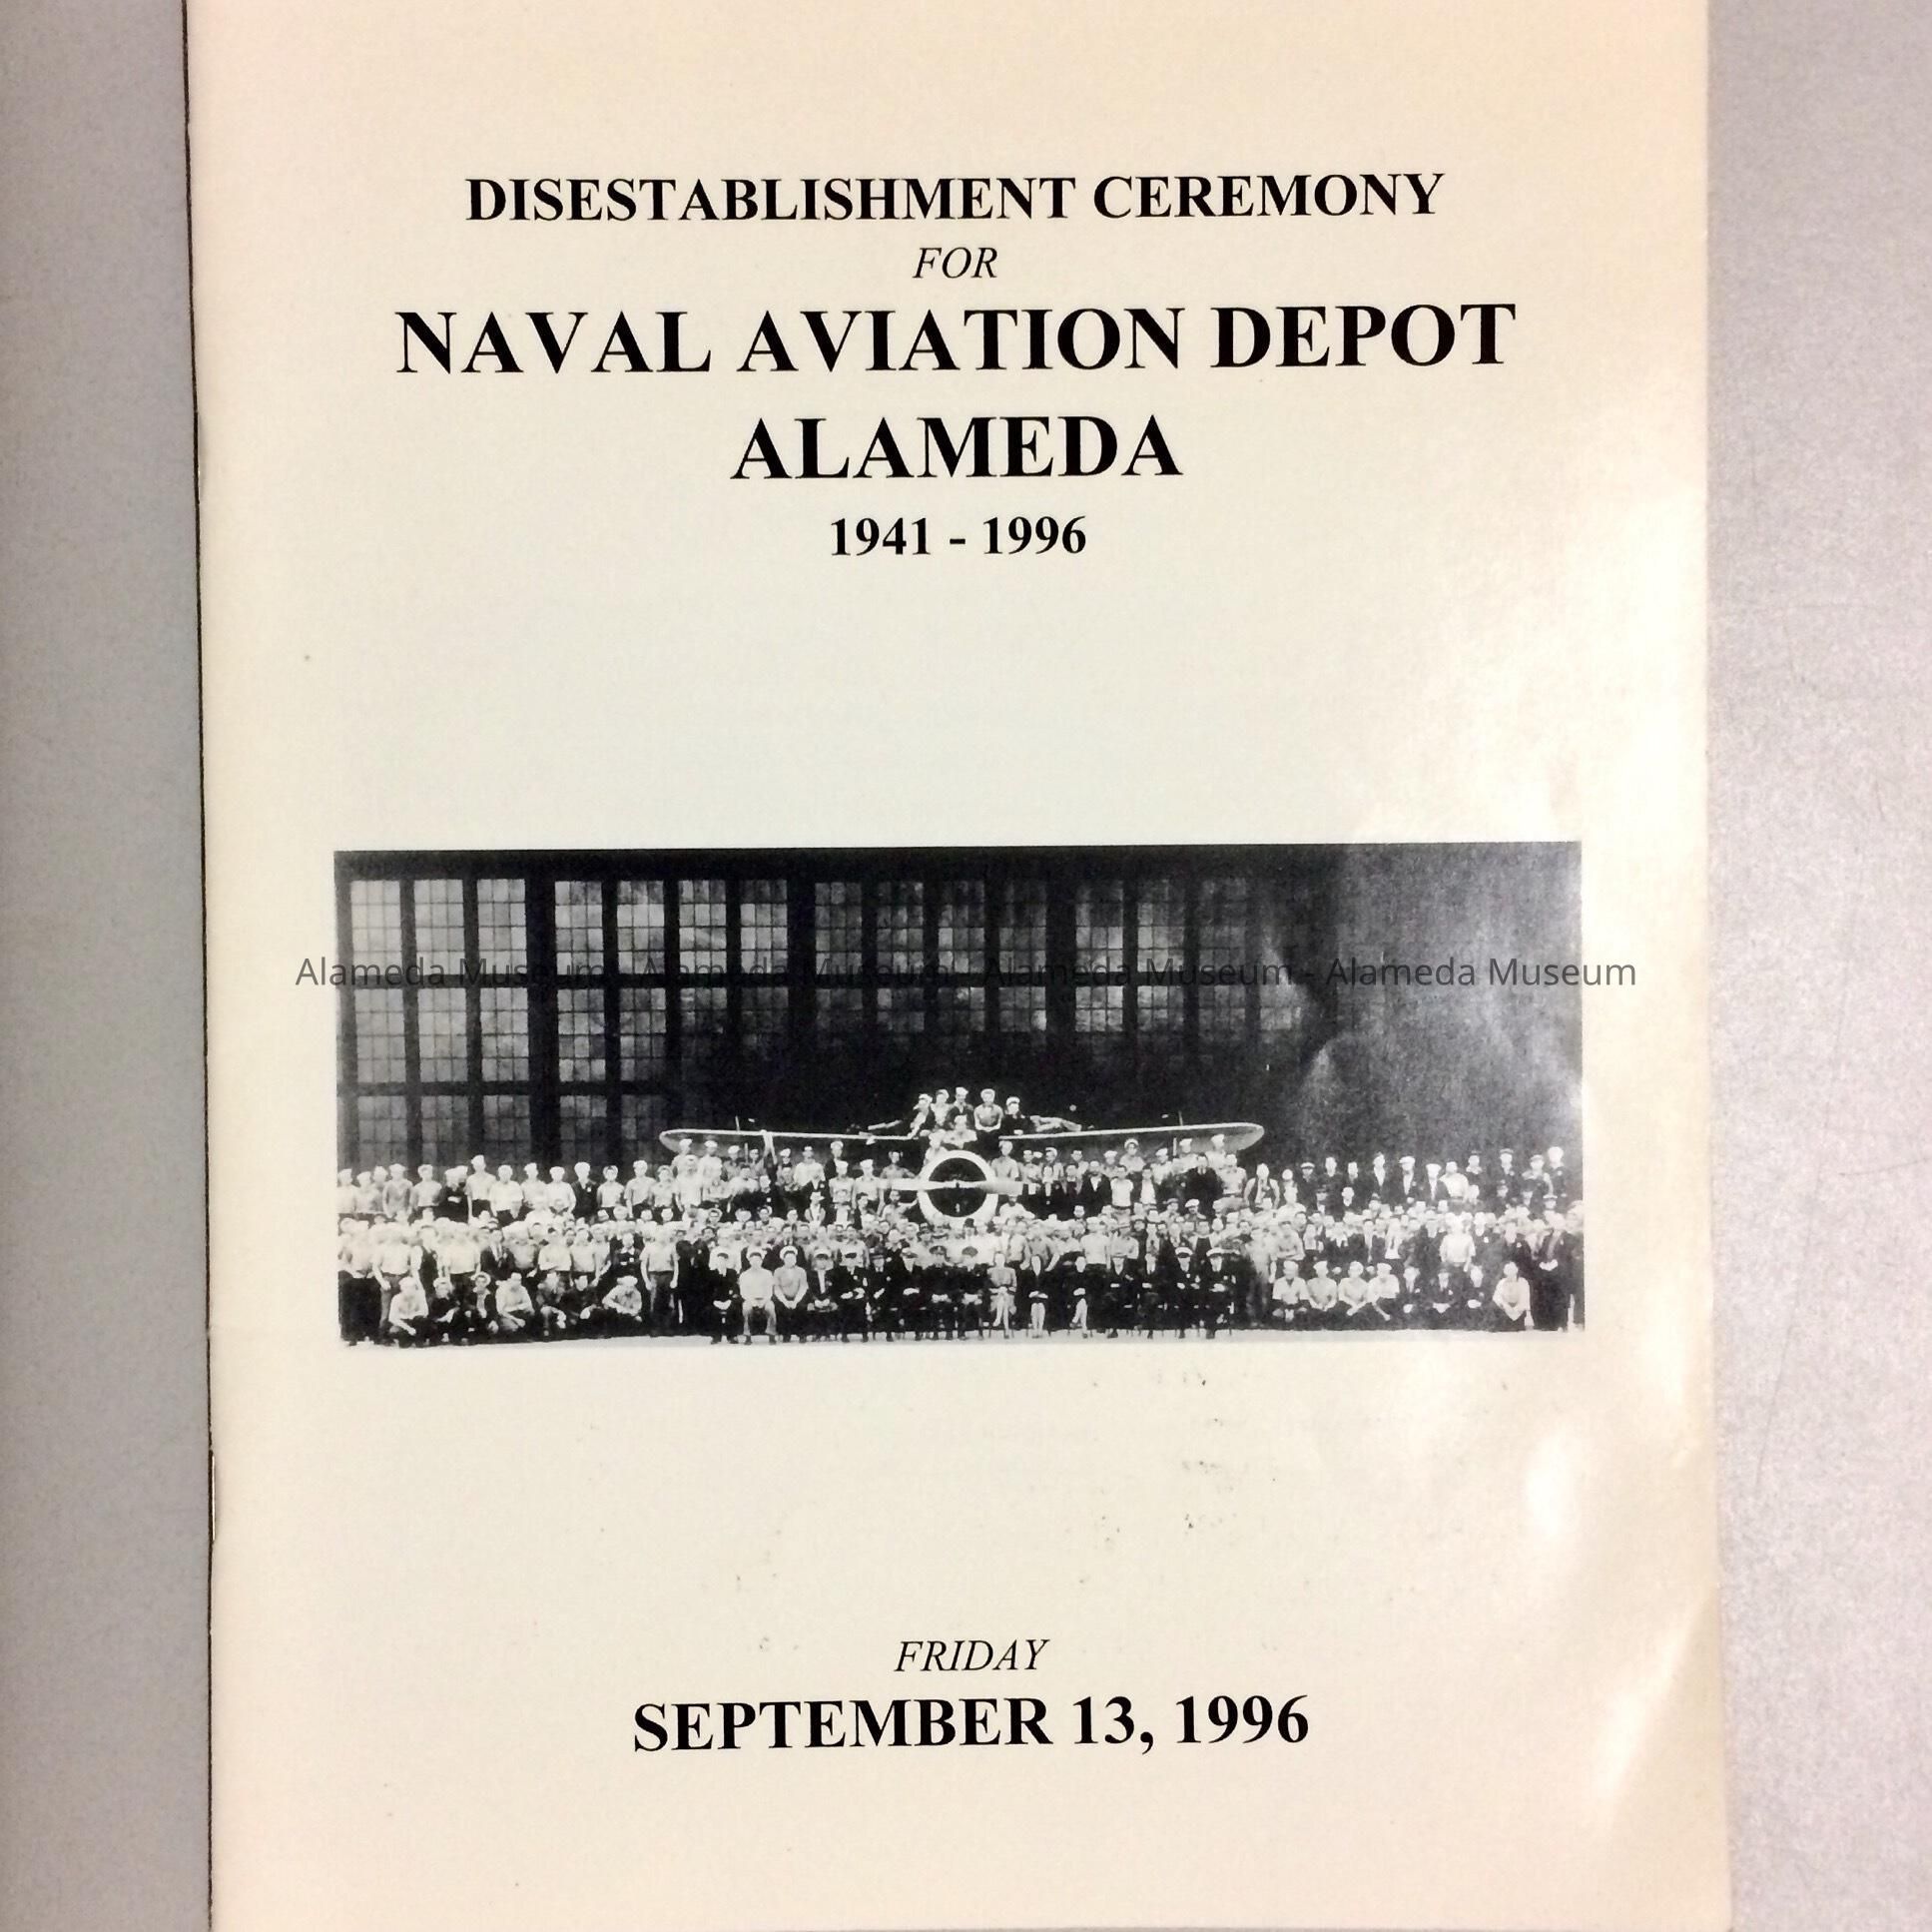 DISESTABLISHMENT CEREMONY
FOR
NAVAL AVIATION DEPOT
ALAMEDA
1941 - 1996
Alameda Museum - Alameda Museum - Alameda Museum - Alameda Museum
FRIDAY
SEPTEMBER 13, 1996